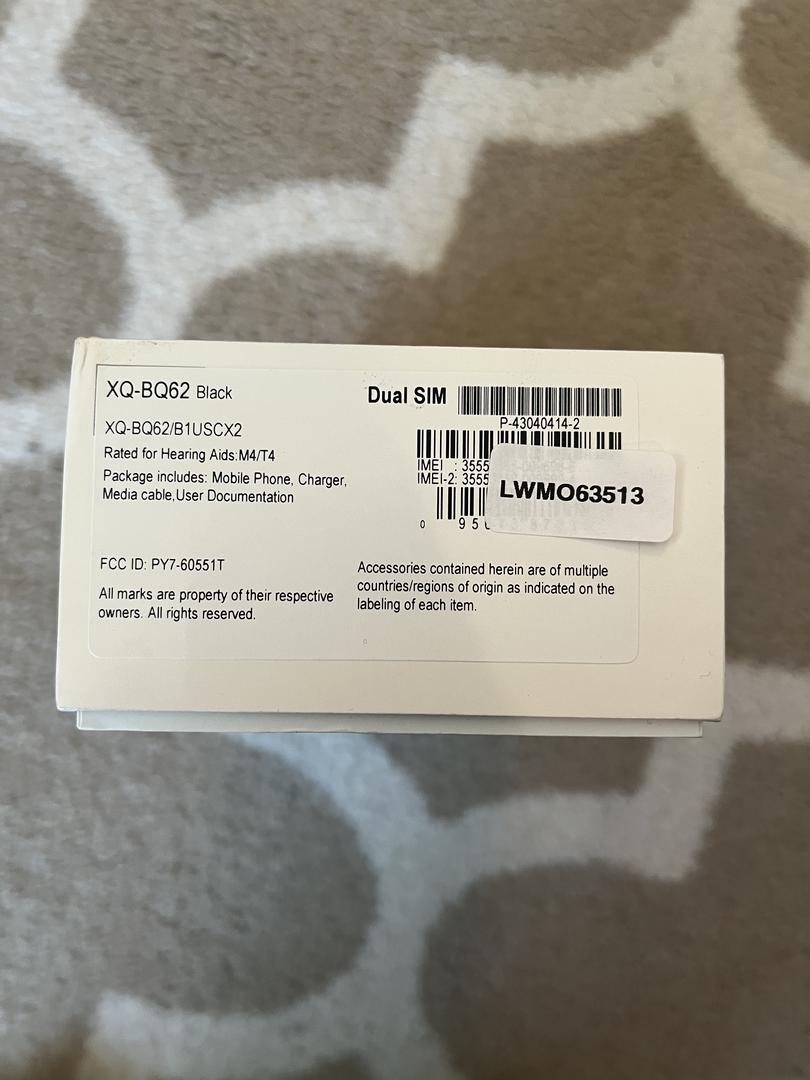 XQ-BQ62 Black
Dual SIM
P-43040414-2
XQ-BQ62/B1USCX2
Rated for Hearing Aids:M4/T4
Package includes: Mobile Phone, Charger,
Media cable,User Documentation
IMEI : 3555
IMEI-2: 3555
LWMO63513
0 95
FCC ID: PY7-60551T
All marks are property of their respective
owners. All rights reserved.
Accessories contained herein are of multiple
countries/regions of origin as indicated on the
labeling of each item.